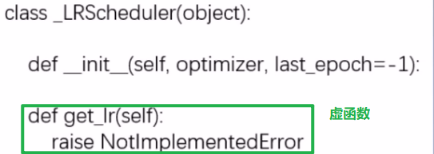 class _LRScheduler(object):
def __init__(self, optimizer, last_epoch=-1):
def get_lr(self):
虚函数
raise NotImplementedError